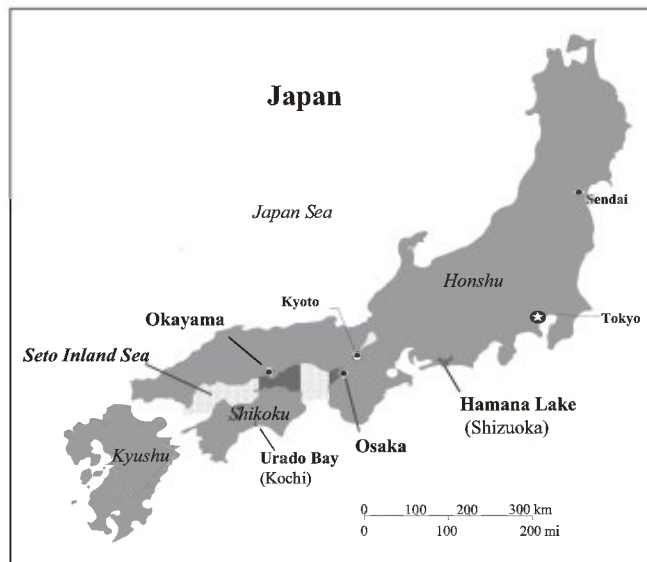 Japan
Japan Sea
Sendai
Honshu
Kyoto
Tokyo
Okayama
Seto Inland Sea
Hamana Lake
(Shizuoka)
Shikoku
Osaka
Kyushu
Urado Bay
(Kochi)
0 100 200 300 km
0 100 200 mi